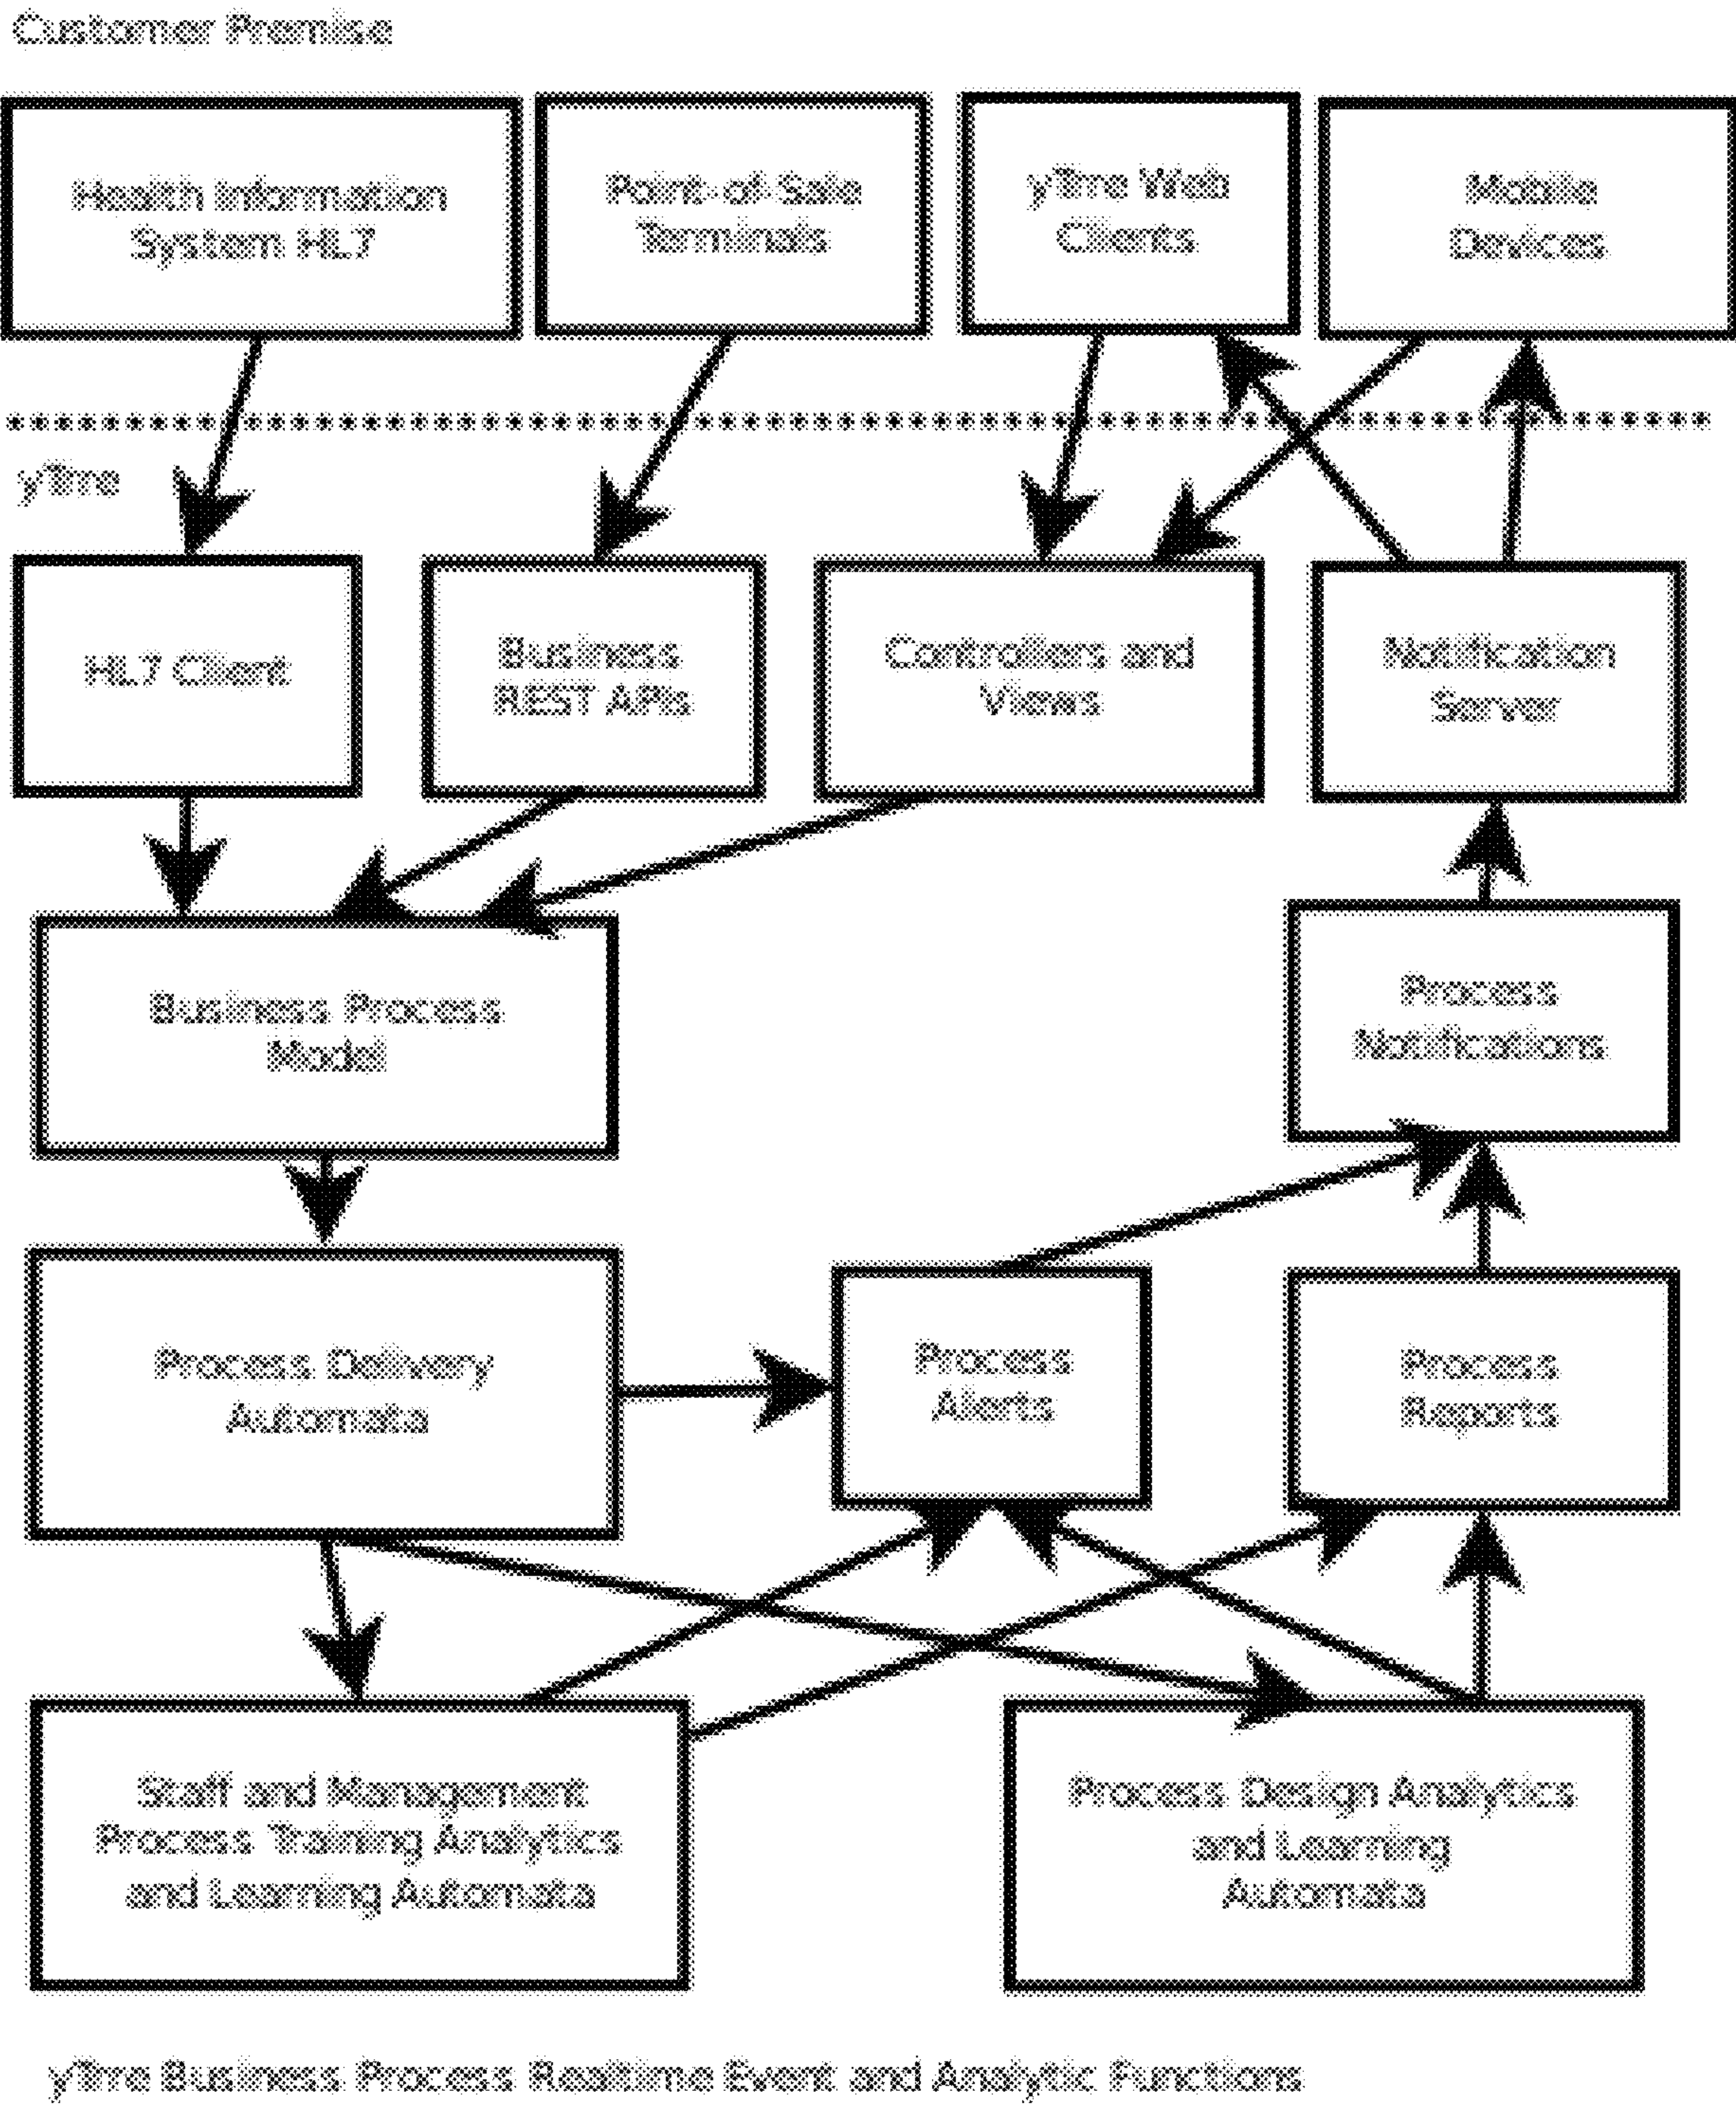 Customer Premise
Health Information
System HL7
Point-of-Sale
Terminals
yTrre Web
Clients
Mobile
Devices
yTrre
HL7 Client
Business
REST APIs
Controllers and
Views
Notification
Server
Business Process
Model
Process
Notifications
Process Delivery
Automata
Process
Alerts
Process
Reports
Staff and Management
Process Training Analytics
and Learning Automata
Process Design Analytics
and Learning
Automata
yTrre Business Process Realtime Event and Analytic Functions